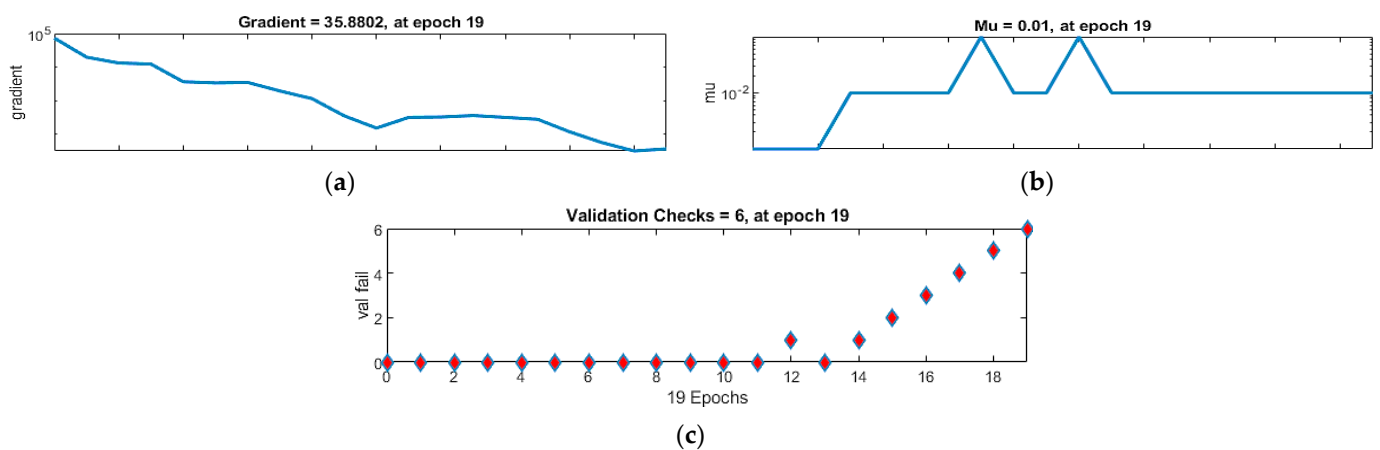 Gradient = 35.8802, at epoch 19
10^5
gradient
(a)
Mu = 0.01, at epoch 19
10^-2
mu
(b)
Validation Checks = 6, at epoch 19
6
4
2
0
val fail
0 2 4 6 8 10 12 14 16 18
19 Epochs
(c)